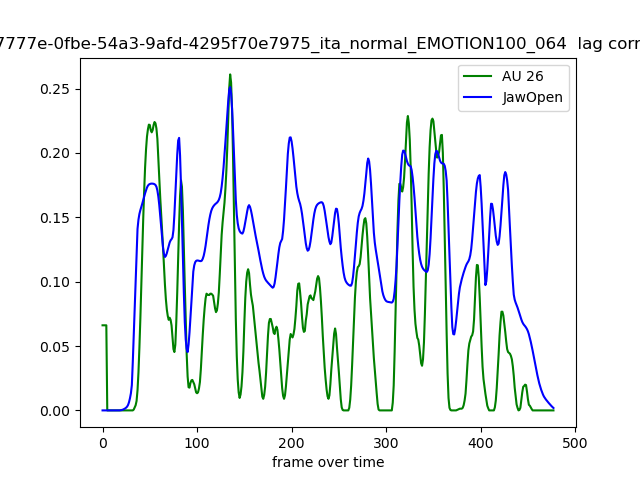 7777e-0fbe-54a3-9afd-4295f70e7975_ita_normal_EMOTION100_064 lag corr
AU 26
JawOpen
0.25
0.20
0.15
0.10
0.05
0.00
0 100 200 300 400 500
frame over time